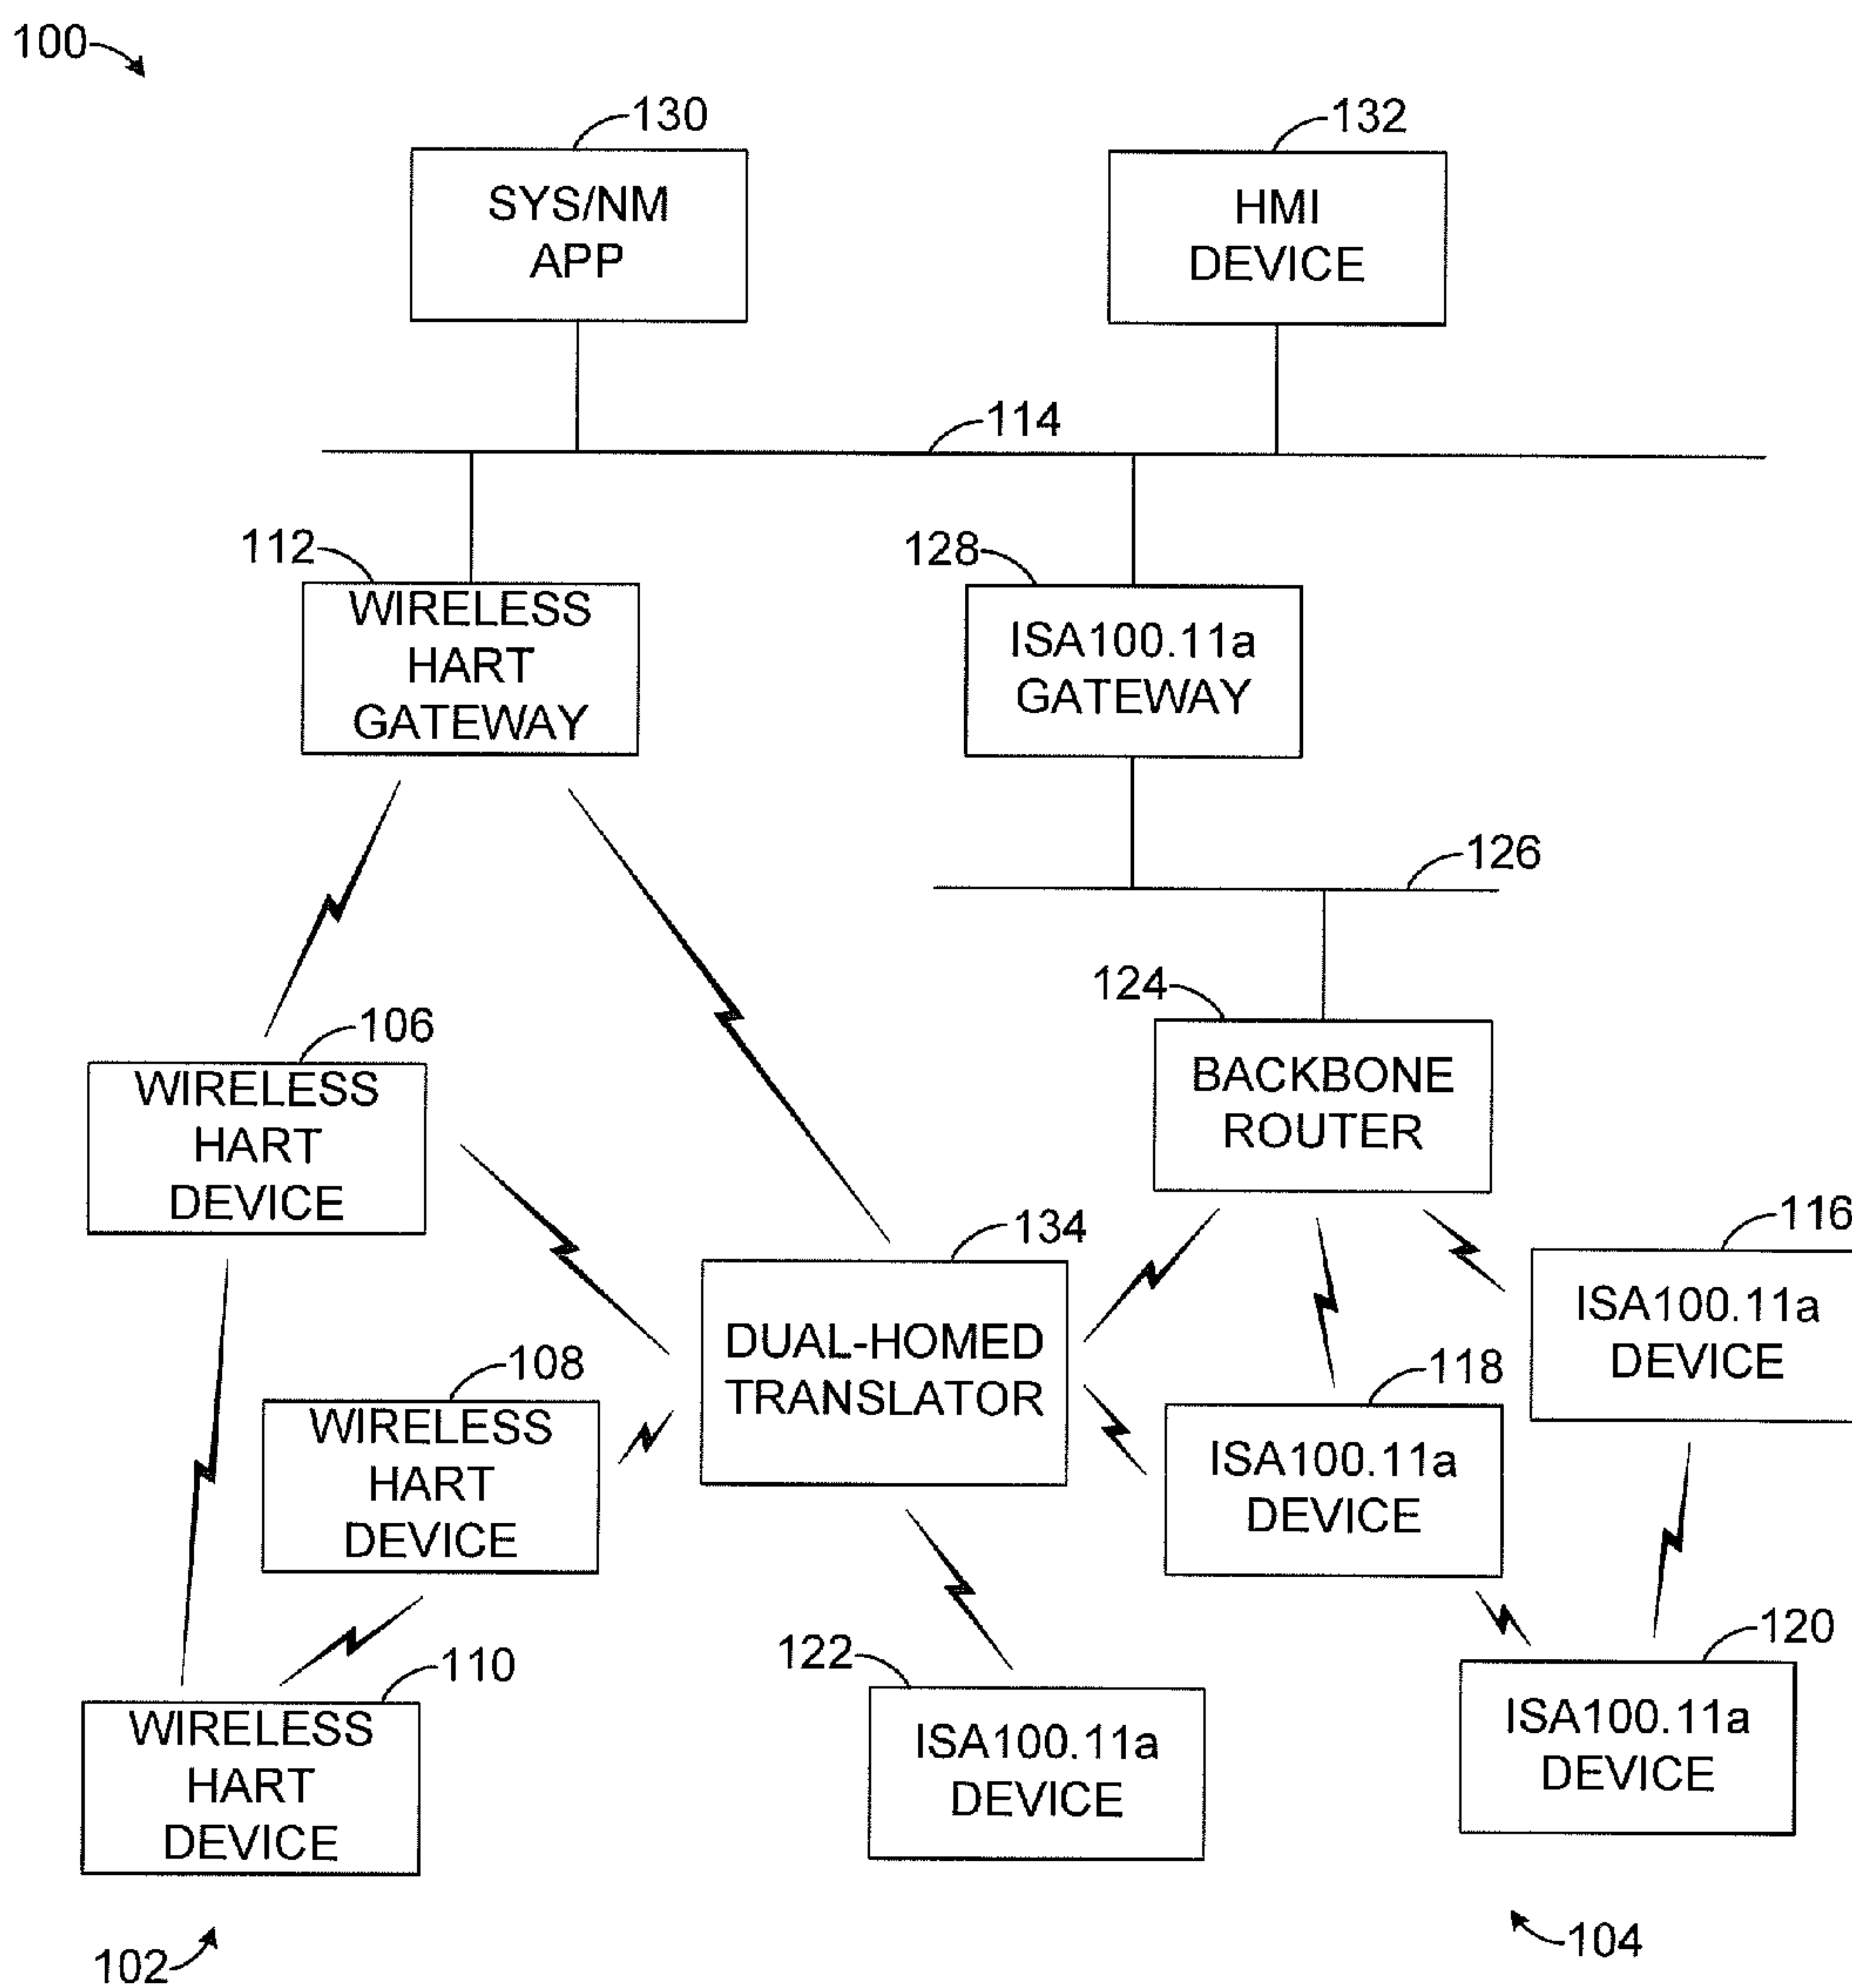 100
130
132
SYS/NM
APP
HMI
DEVICE
114
112
128
WIRELESS
HART
GATEWAY
ISA100.11a
GATEWAY
126
124
106
BACKBONE
ROUTER
WIRELESS
HART
DEVICE
134
116
DUAL-HOMED
TRANSLATOR
ISA100.11a
DEVICE
108
118
WIRELESS
HART
DEVICE
ISA100.11a
DEVICE
110
122
120
WIRELESS
HART
DEVICE
ISA100.11a
DEVICE
ISA100.11a
DEVICE
102
104